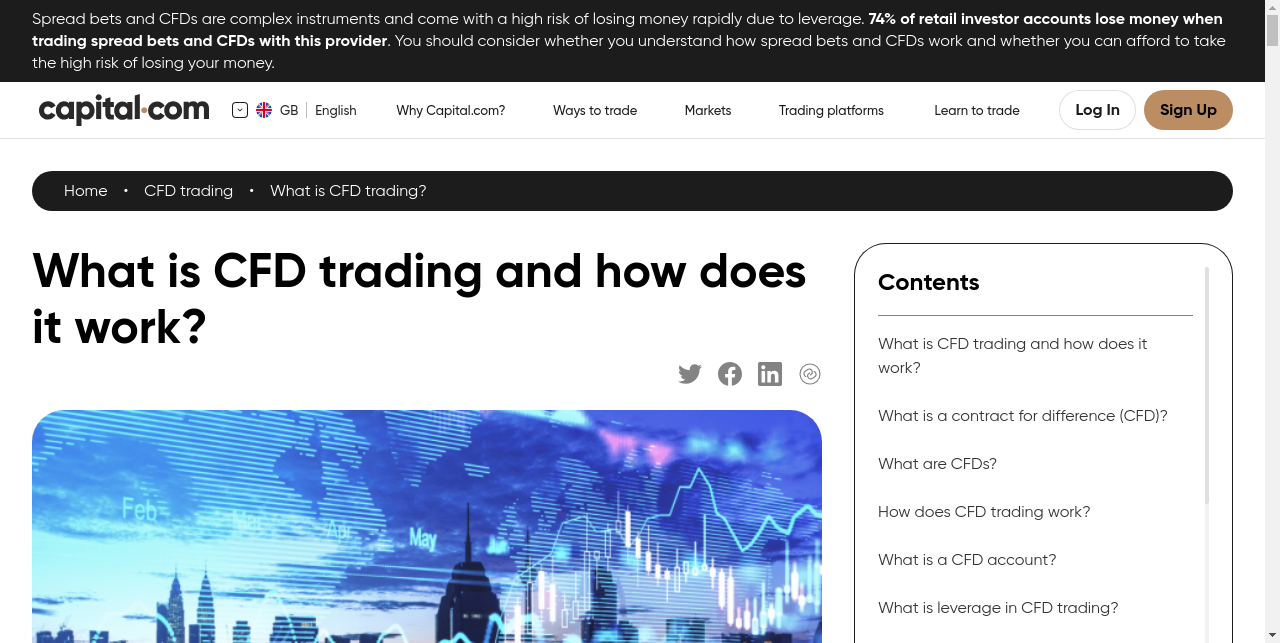 Spread bets and CFDs are complex instruments and come with a high risk of losing money rapidly due to leverage. 74% of retail investor accounts lose money when
trading spread bets and CFDs with this provider. You should consider whether you understand how spread bets and CFDs work and whether you can afford to take
the high risk of losing your money.
capital.com GB English Why Capital.com? Ways to trade Markets Trading platforms Learn to trade Log In Sign Up
Home • CFD trading • What is CFD trading?
What is CFD trading and how does
it work?
Contents
What is CFD trading and how does it
work?
What is a contract for difference (CFD)?
What are CFDs?
How does CFD trading work?
What is a CFD account?
What is leverage in CFD trading?
Feb Mar Apr May Jun